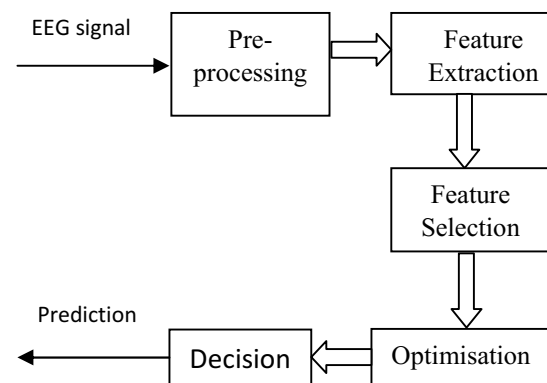 EEG signal
Pre-
processing
Feature
Extraction
Feature
Selection
Optimisation
Decision
Prediction